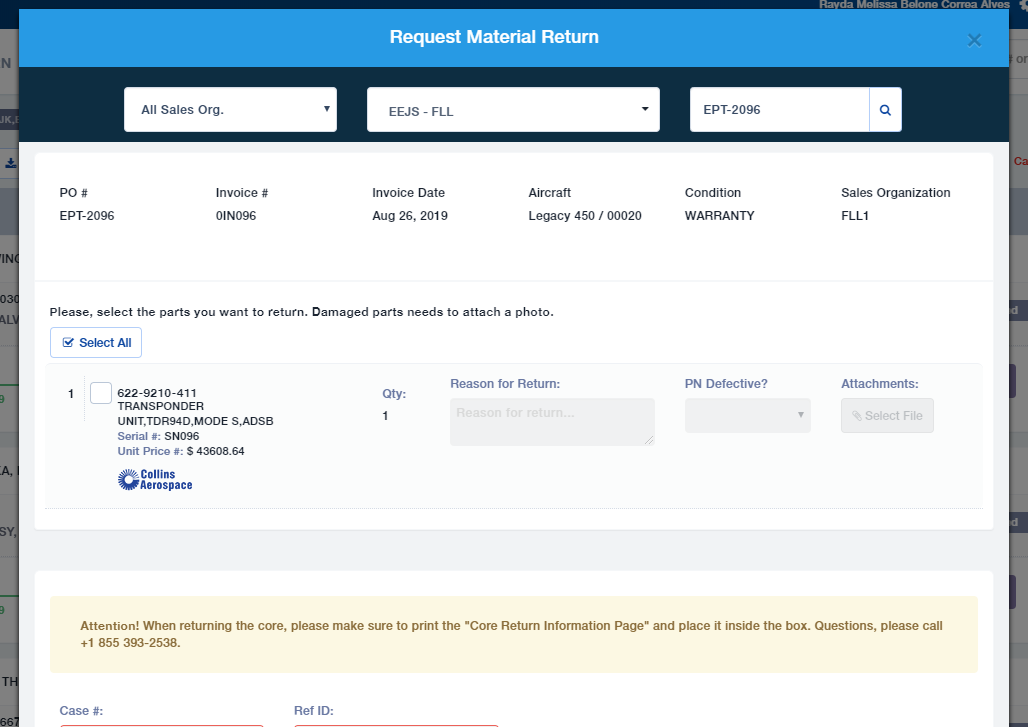 Rayda Melissa Belone Correa Alves
Request Material Return
All Sales Org.
EEJS - FLL
EPT-2096
PO #
Invoice #
Invoice Date
Aircraft
Condition
Sales Organization
EPT-2096
0IN096
Aug 26, 2019
Legacy 450 / 00020
WARRANTY
FLL1
Please, select the parts you want to return. Damaged parts needs to attach a photo.
Select All
1
622-9210-411
TRANSPONDER
UNIT,TDR94D,MODE S,ADSB
Serial #: SN096
Unit Price #: $ 43608.64
Collins
Aerospace
Qty:
1
Reason for Return:
Reason for return...
PN Defective?
Attachments:
Select File
Attention! When returning the core, please make sure to print the "Core Return Information Page" and place it inside the box. Questions, please call
+1 855 393-2538.
Case #:
Ref ID: